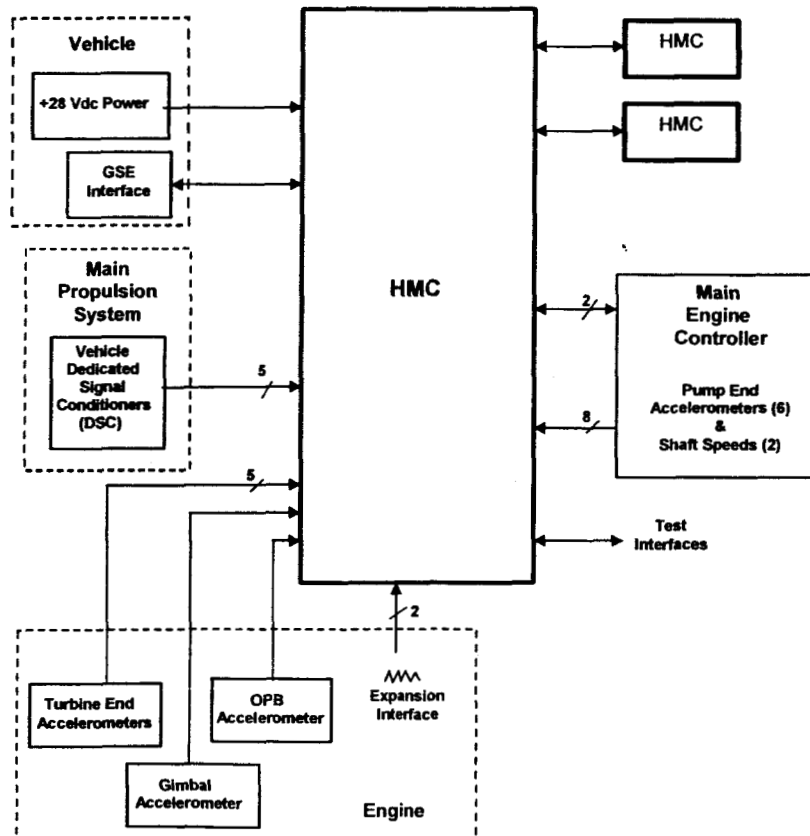 Vehicle
+28 Vdc Power
GSE
Interface
Main
Propulsion
System
Vehicle
Dedicated
Signal
Conditioners
(DSC)
5
5
HMC
HMC
HMC
2
Main
Engine
Controller
8
Pump End
Accelerometers (6)
&
Shaft Speeds (2)
Test
Interfaces
2
Turbine End
Accelerometers
OPB
Accelerometer
Expansion
Interface
Gimbal
Accelerometer
Engine